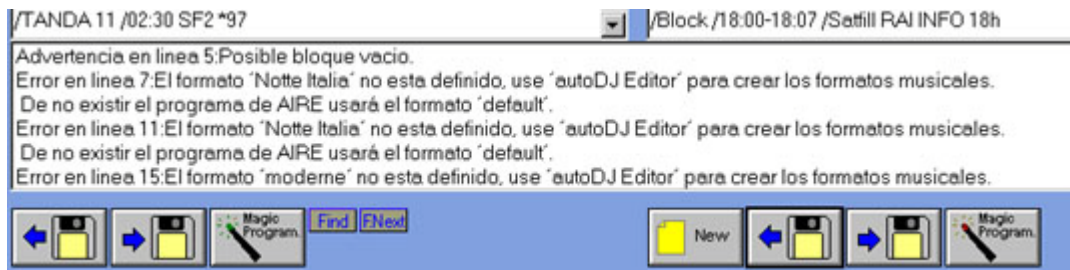 /TANDA 11 /02:30 SF2 *97
/Block /18:00-18:07 /Satfill RAI INFO 18h
Advertencia en linea 5:Posible bloque vacio.
Error en linea 7:El formato ´Notte Italia´ no esta definido, use ´autoDJ Editor´ para crear los formatos musicales.
De no existir el programa de AIRE usará el formato ´default´.
Error en linea 11:El formato ´Notte Italia´ no esta definido, use ´autoDJ Editor´ para crear los formatos musicales.
De no existir el programa de AIRE usará el formato ´default´.
Error en linea 15:El formato ´moderne´ no esta definido, use ´autoDJ Editor´ para crear los formatos musicales.
Magic
Program.
Find
F.Next
New
Magic
Program.